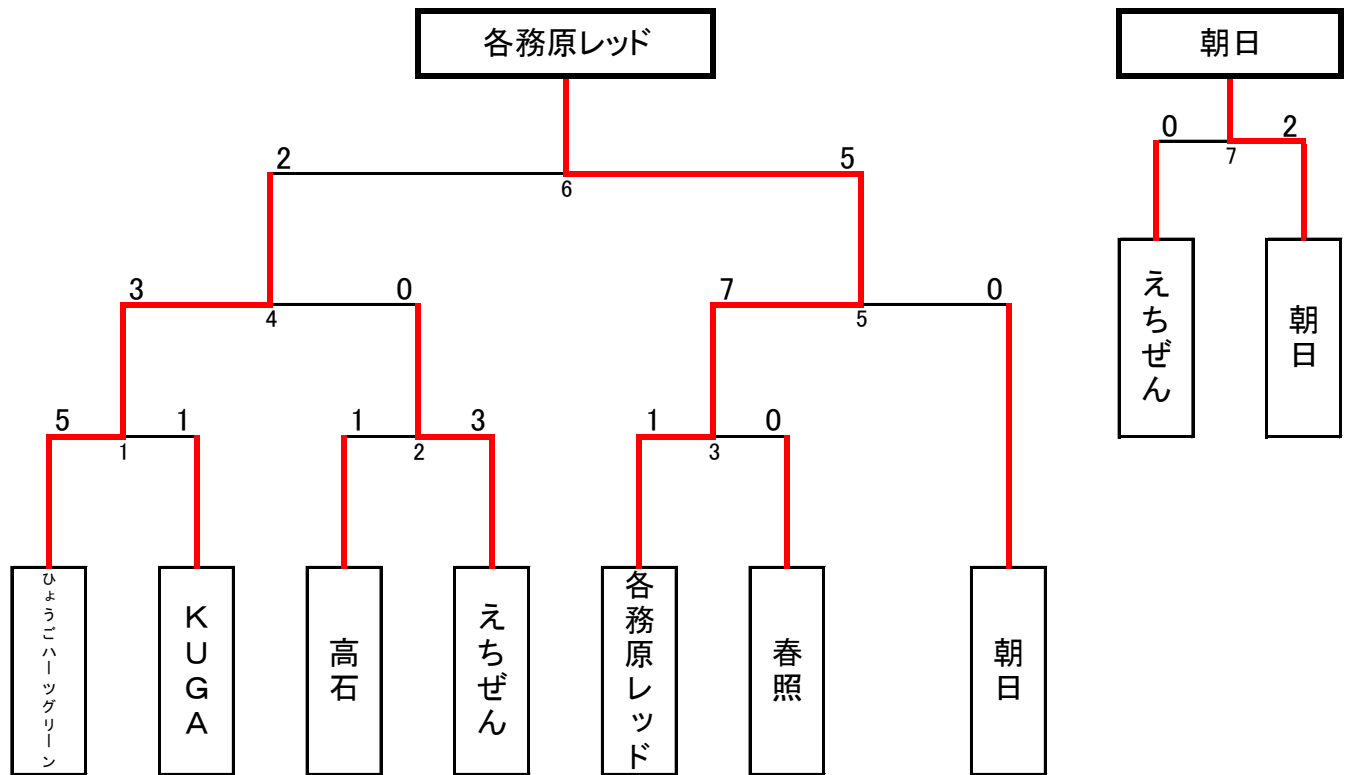 各務原レッド
朝日
0 2
7
2 5
6
えちぜん
朝日
3 0 7 0
4 5
5 1 1 3 1 0
1 2 3
ひょうごハーツグリーン
KUGA
高石
えちぜん
各務原レッド
春照
朝日